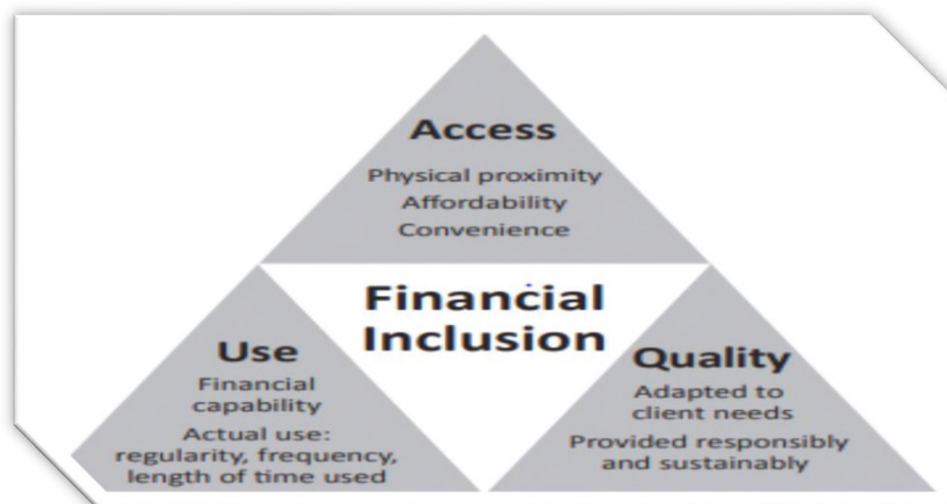 Access
Physical proximity
Affordability
Convenience
Financial
Inclusion
Use
Financial
capability
Actual use:
regularity, frequency,
length of time used
Quality
Adapted to
client needs
Provided responsibly
and sustainably